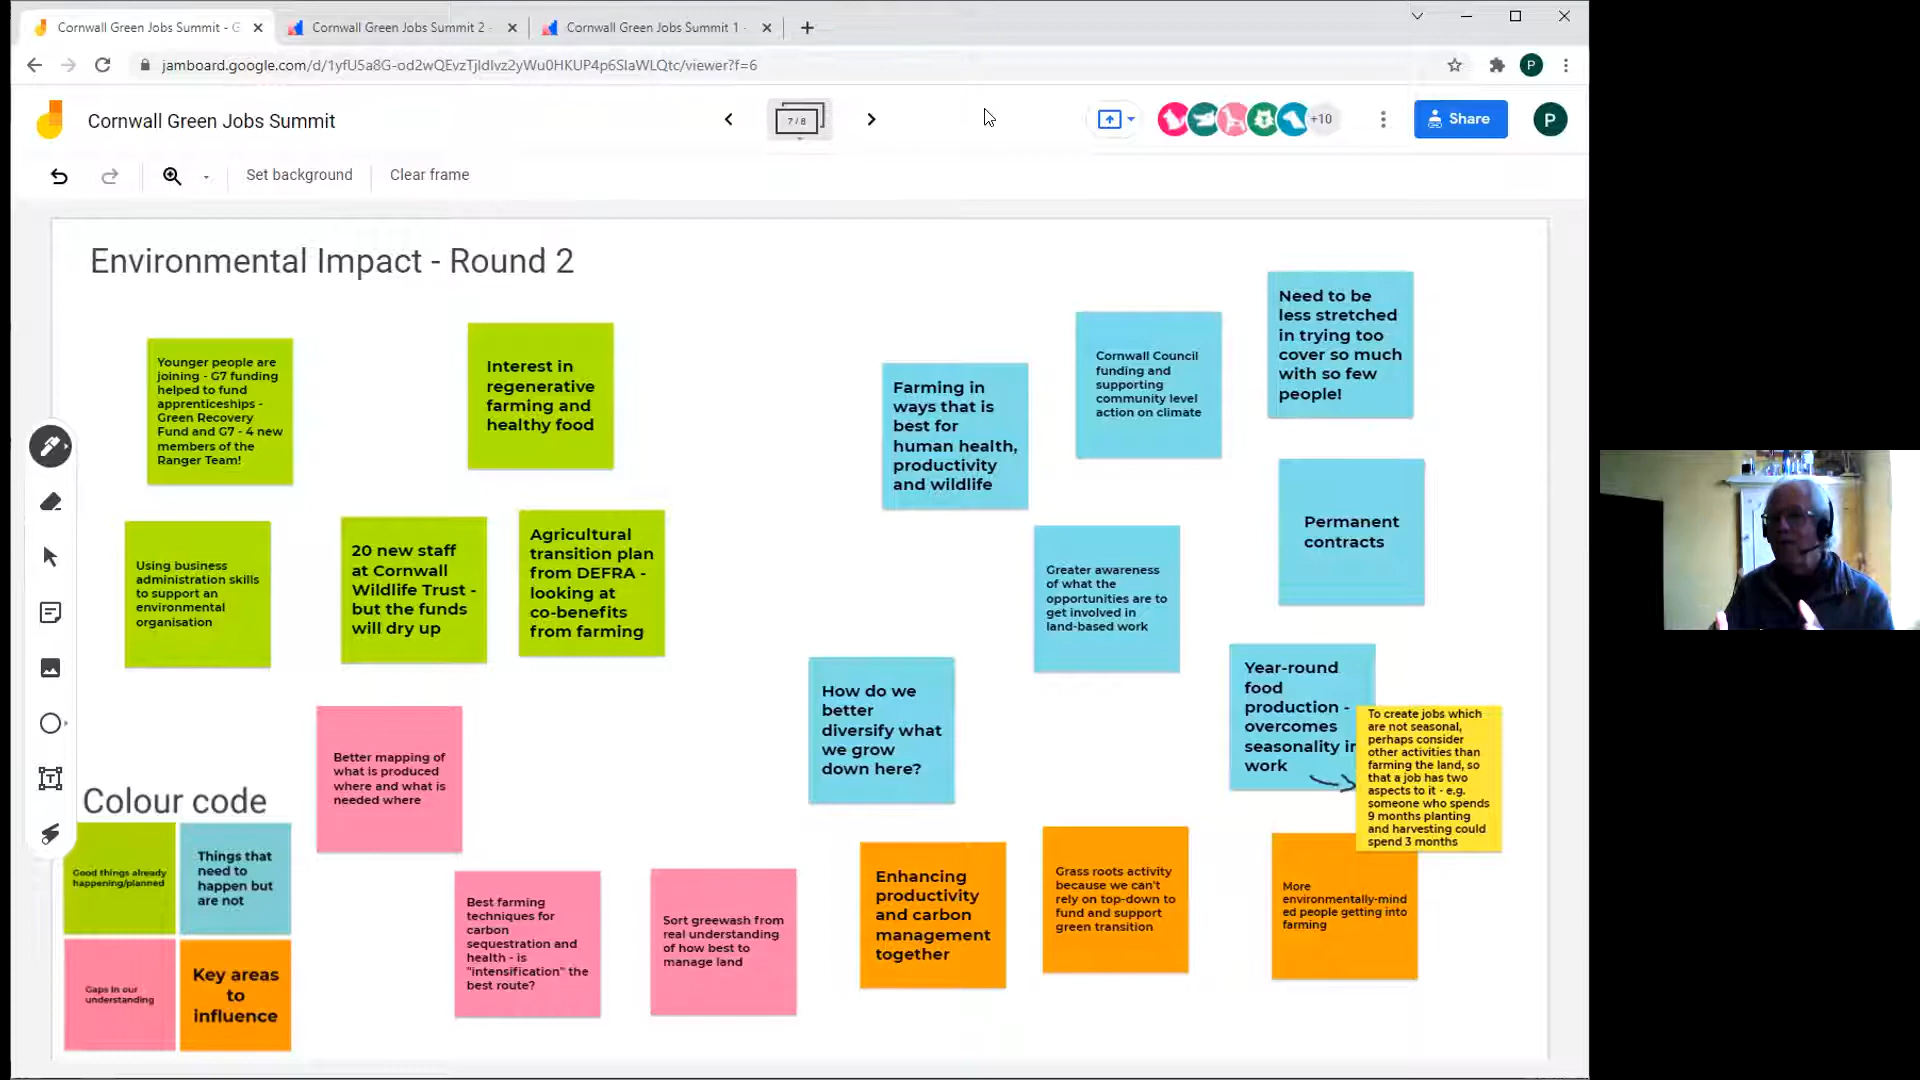 Cornwall Green Jobs Summit - G
Cornwall Green Jobs Summit 2 -
Cornwall Green Jobs Summit 1 -
jamboard.google.com/d/1yfU5a8G-od2wQEvzTjldlvz2yWu0HKUP4p6SlaWLQtc/viewer?f=6
P
Cornwall Green Jobs Summit
7 / 8
+10
Share
P
Set background
Clear frame
Environmental Impact - Round 2
Younger people are
joining - G7 funding
helped to fund
apprenticeships -
Green Recovery
Fund and G7 - 4 new
members of the
Ranger Team!
Interest in
regenerative
farming and
healthy food
Farming in
ways that is
best for
human health,
productivity
and wildlife
Cornwall Council
funding and
supporting
community level
action on climate
Need to be
less stretched
in trying too
cover so much
with so few
people!
Using business
administration skills
to support an
environmental
organisation
20 new staff
at Cornwall
Wildlife Trust -
but the funds
will dry up
Agricultural
transition plan
from DEFRA -
looking at
co-benefits
from farming
Greater awareness
of what the
opportunities are to
get involved in
land-based work
Permanent
contracts
Better mapping of
what is produced
where and what is
needed where
How do we
better
diversify what
we grow
down here?
Year-round
food
production -
overcomes
seasonality in
work
To create jobs which
are not seasonal,
perhaps consider
other activities than
farming the land, so
that a job has two
aspects to it - e.g.
someone who spends
9 months planting
and harvesting could
spend 3 months
Colour code
Good things already
happening/planned
Things that
need to
happen but
are not
Gaps in our
understanding
Key areas
to
influence
Best farming
techniques for
carbon
sequestration and
health - is
"intensification" the
best route?
Sort greewash from
real understanding
of how best to
manage land
Enhancing
productivity
and carbon
management
together
Grass roots activity
because we can't
rely on top-down to
fund and support
green transition
More
environmentally-mind
ed people getting into
farming